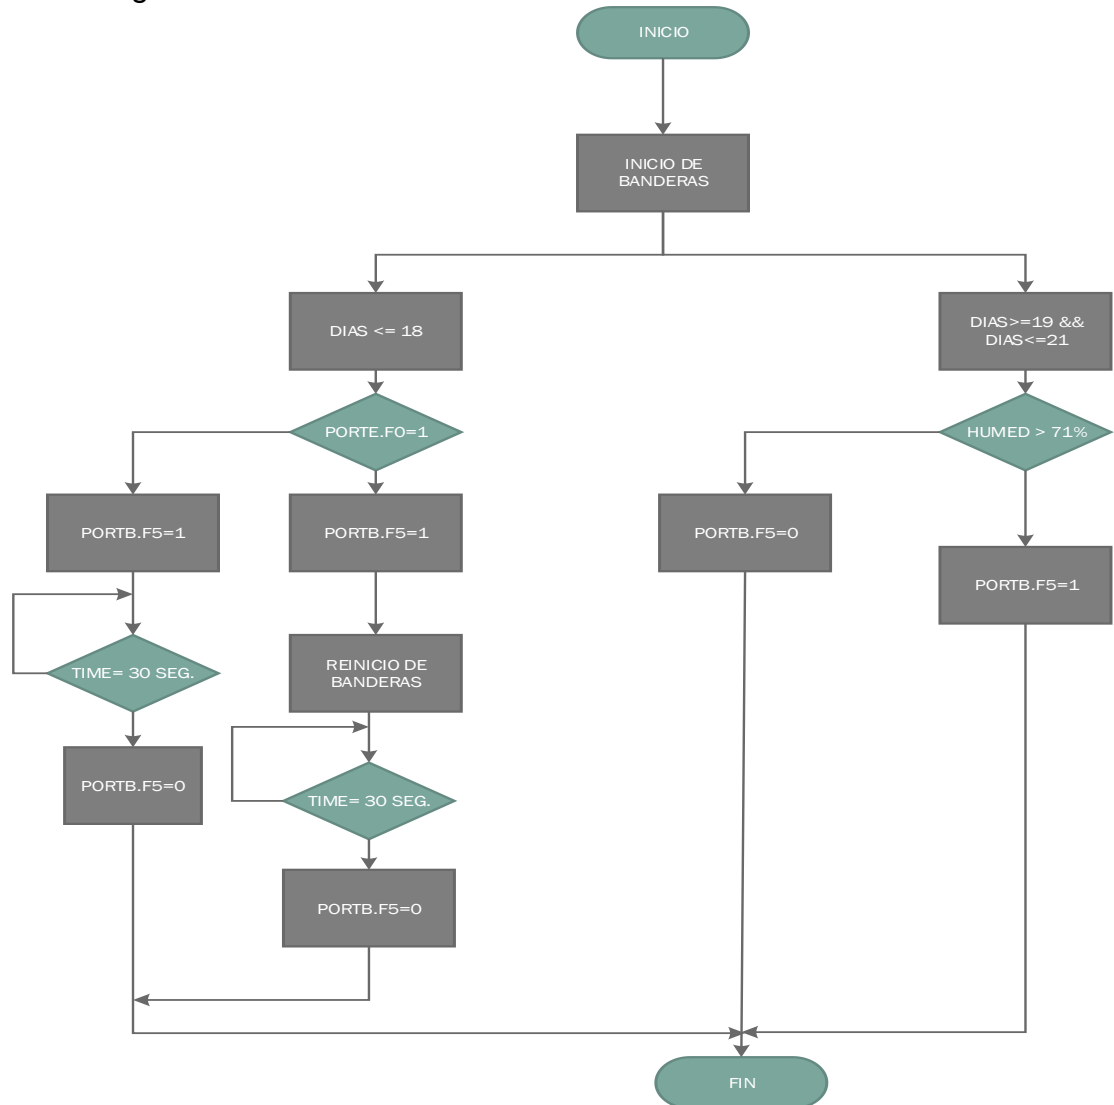 INICIO
INICIO DE
BANDERAS
DIAS <= 18
DIAS>=19 &&
DIAS<=21
PORTE.F0=1
HUMED > 71%
PORTB.F5=1
PORTB.F5=1
PORTB.F5=0
PORTB.F5=1
TIME= 30 SEG.
REINICIO DE
BANDERAS
PORTB.F5=0
TIME= 30 SEG.
PORTB.F5=0
FIN